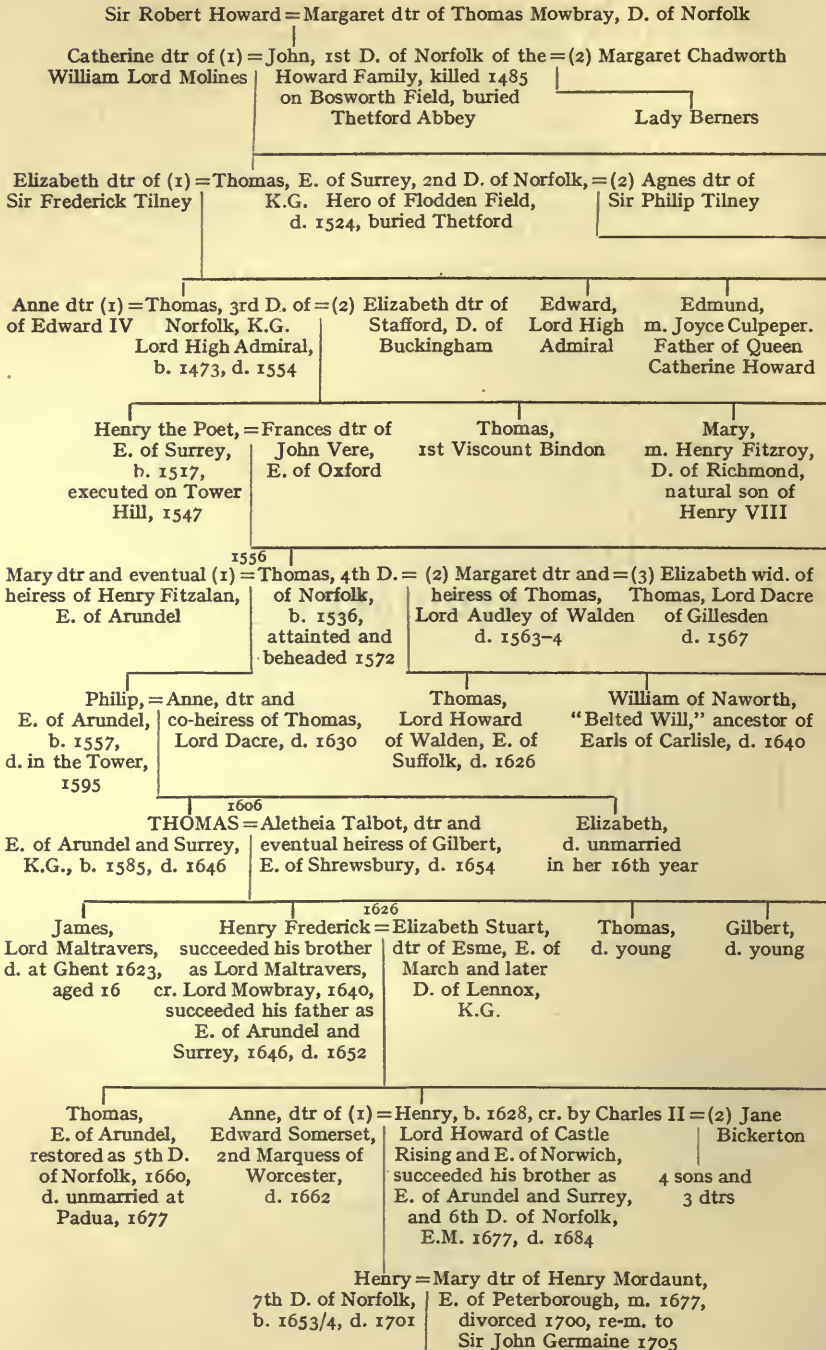 Sir Robert Howard = Margaret dtr of Thomas Mowbray, D. of Norfolk
Catherine dtr of (1) = John, 1st D. of Norfolk of the = (2) Margaret Chadworth
William Lord Molines Howard Family, killed 1485
on Bosworth Field, buried
Thetford Abbey Lady Berners
Elizabeth dtr of (1) = Thomas, E. of Surrey, 2nd D. of Norfolk, = (2) Agnes dtr of
Sir Frederick Tilney K.G. Hero of Flodden Field, Sir Philip Tilney
d. 1524, buried Thetford
Anne dtr (1) = Thomas, 3rd D. of = (2) Elizabeth dtr of Edward, Edmund,
of Edward IV Norfolk, K.G. Stafford, D. of Lord High m. Joyce Culpeper.
Lord High Admiral, Buckingham Admiral Father of Queen
b. 1473, d. 1554 Catherine Howard
Henry the Poet, = Frances dtr of Thomas, Mary,
E. of Surrey, John Vere, 1st Viscount Bindon m. Henry Fitzroy,
b. 1517, E. of Oxford D. of Richmond,
executed on Tower natural son of
Hill, 1547 Henry VIII
1556
Mary dtr and eventual (1) = Thomas, 4th D. = (2) Margaret dtr and = (3) Elizabeth wid. of
heiress of Henry Fitzalan, of Norfolk, heiress of Thomas, Thomas, Lord Dacre
E. of Arundel b. 1536, Lord Audley of Walden of Gillesden
attainted and d. 1563-4 d. 1567
beheaded 1572
Philip, = Anne, dtr and Thomas, William of Naworth,
E. of Arundel, co-heiress of Thomas, Lord Howard "Belted Will," ancestor of
b. 1557, Lord Dacre, d. 1630 of Walden, E. of Earls of Carlisle, d. 1640
d. in the Tower, Suffolk, d. 1626
1595
1606
THOMAS = Aletheia Talbot, dtr and Elizabeth,
E. of Arundel and Surrey, eventual heiress of Gilbert, d. unmarried
K.G., b. 1585, d. 1646 E. of Shrewsbury, d. 1654 in her 16th year
1626
James, Henry Frederick = Elizabeth Stuart, Thomas, Gilbert,
Lord Maltravers, succeeded his brother dtr of Esme, E. of d. young d. young
d. at Ghent 1623, as Lord Maltravers, March and later
aged 16 cr. Lord Mowbray, 1640, D. of Lennox,
succeeded his father as K.G.
E. of Arundel and
Surrey, 1646, d. 1652
Thomas, Anne, dtr of (1) = Henry, b. 1628, cr. by Charles II = (2) Jane
E. of Arundel, Edward Somerset, Lord Howard of Castle Bickerton
restored as 5th D. 2nd Marquess of Rising and E. of Norwich,
of Norfolk, 1660, Worcester, succeeded his brother as 4 sons and
d. unmarried at d. 1662 E. of Arundel and Surrey, 3 dtrs
Padua, 1677 and 6th D. of Norfolk,
E.M. 1677, d. 1684
Henry = Mary dtr of Henry Mordaunt,
7th D. of Norfolk, E. of Peterborough, m. 1677,
b. 1653/4, d. 1701 divorced 1700, re-m. to
Sir John Germaine 1705